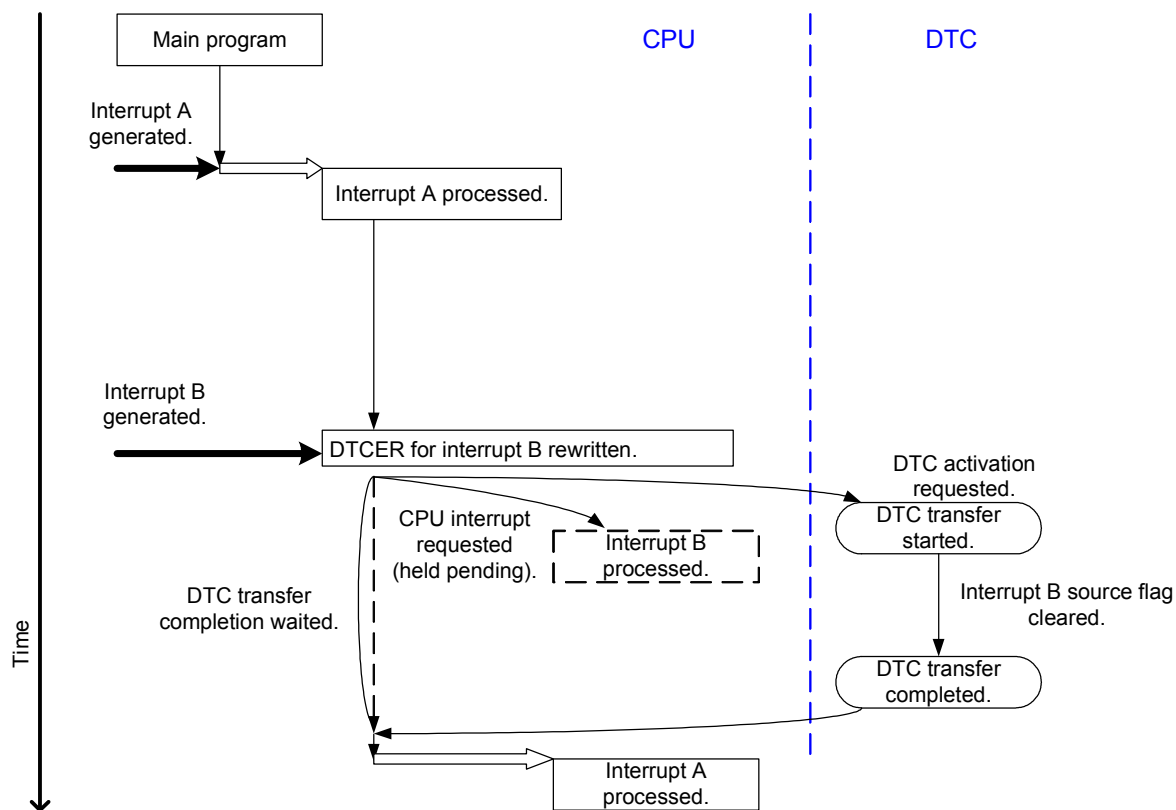 Main program
CPU
DTC
Interrupt A
generated.
Interrupt A processed.
Interrupt B
generated.
DTCER for interrupt B rewritten.
DTC activation
requested.
DTC transfer
started.
CPU interrupt
requested
(held pending).
Interrupt B
processed.
DTC transfer
completion waited.
Interrupt B source flag
cleared.
Time
DTC transfer
completed.
Interrupt A
processed.